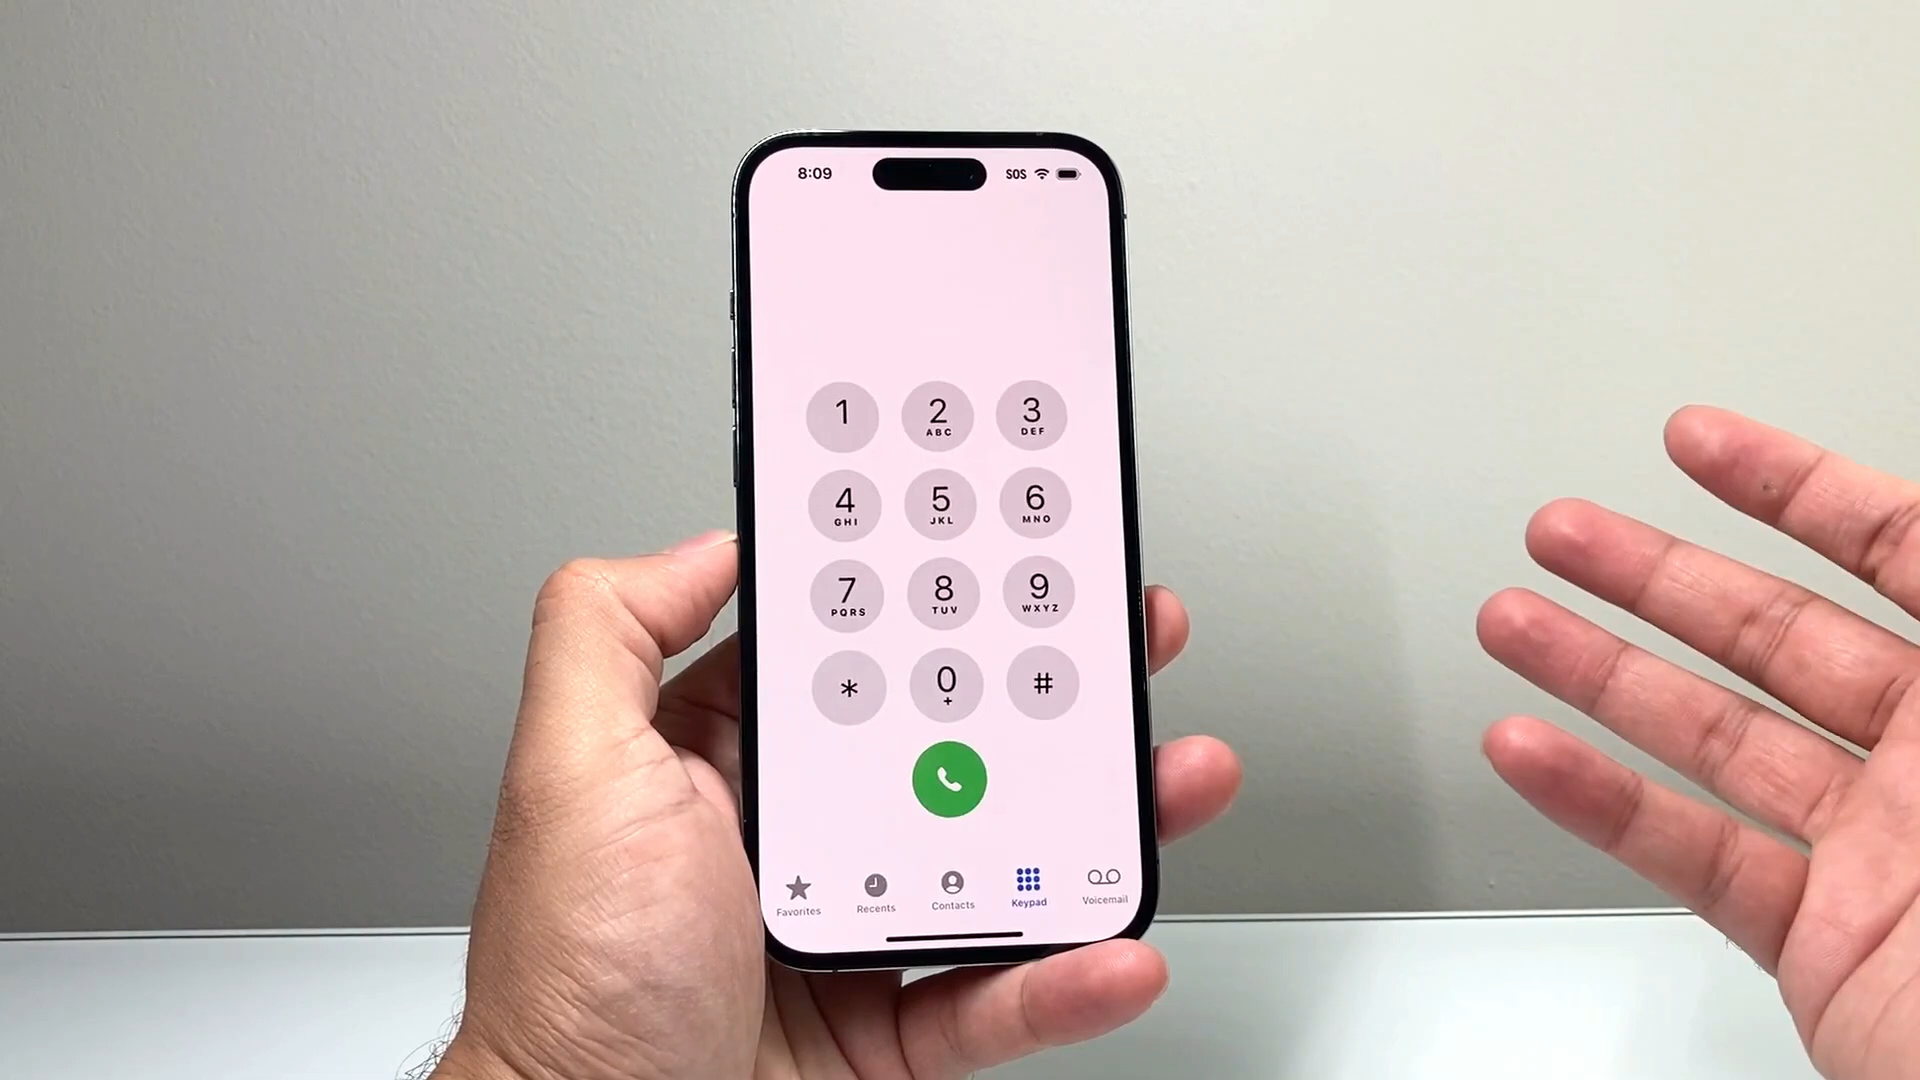 8:09 SOS
1 2 3
ABC DEF
4 5 6
GHI JKL MNO
7 8 9
PQRS TUV WXYZ
* 0 #
+
Favorites Recents Contacts Keypad Voicemail